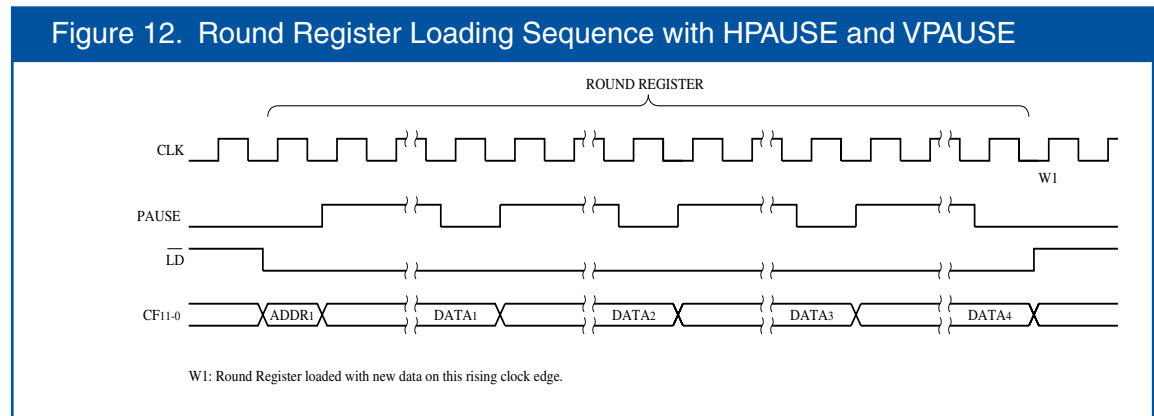 Figure 12. Round Register Loading Sequence with HPAUSE and VPAUSE
ROUND REGISTER
CLK
W1
PAUSE
LD
CF11-0 ADDR1 DATA1 DATA2 DATA3 DATA4
W1: Round Register loaded with new data on this rising clock edge.